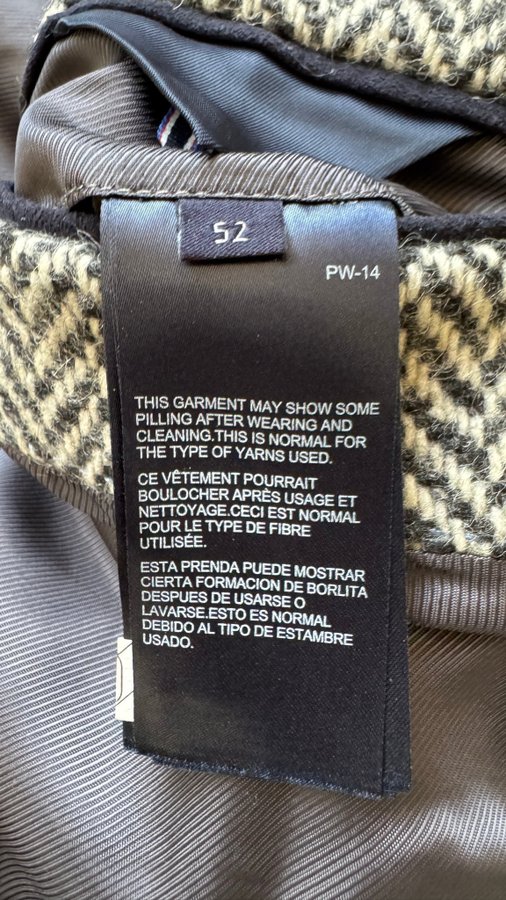 52
PW-14
THIS GARMENT MAY SHOW SOME
PILLING AFTER WEARING AND
CLEANING.THIS IS NORMAL FOR
THE TYPE OF YARNS USED.
CE VÊTEMENT POURRAIT
BOULOCHER APRÈS USAGE ET
NETTOYAGE.CECI EST NORMAL
POUR LE TYPE DE FIBRE
UTILISÉE.
ESTA PRENDA PUEDE MOSTRAR
CIERTA FORMACION DE BORLITA
DESPUES DE USARSE O
LAVARSE.ESTO ES NORMAL
DEBIDO AL TIPO DE ESTAMBRE
USADO.